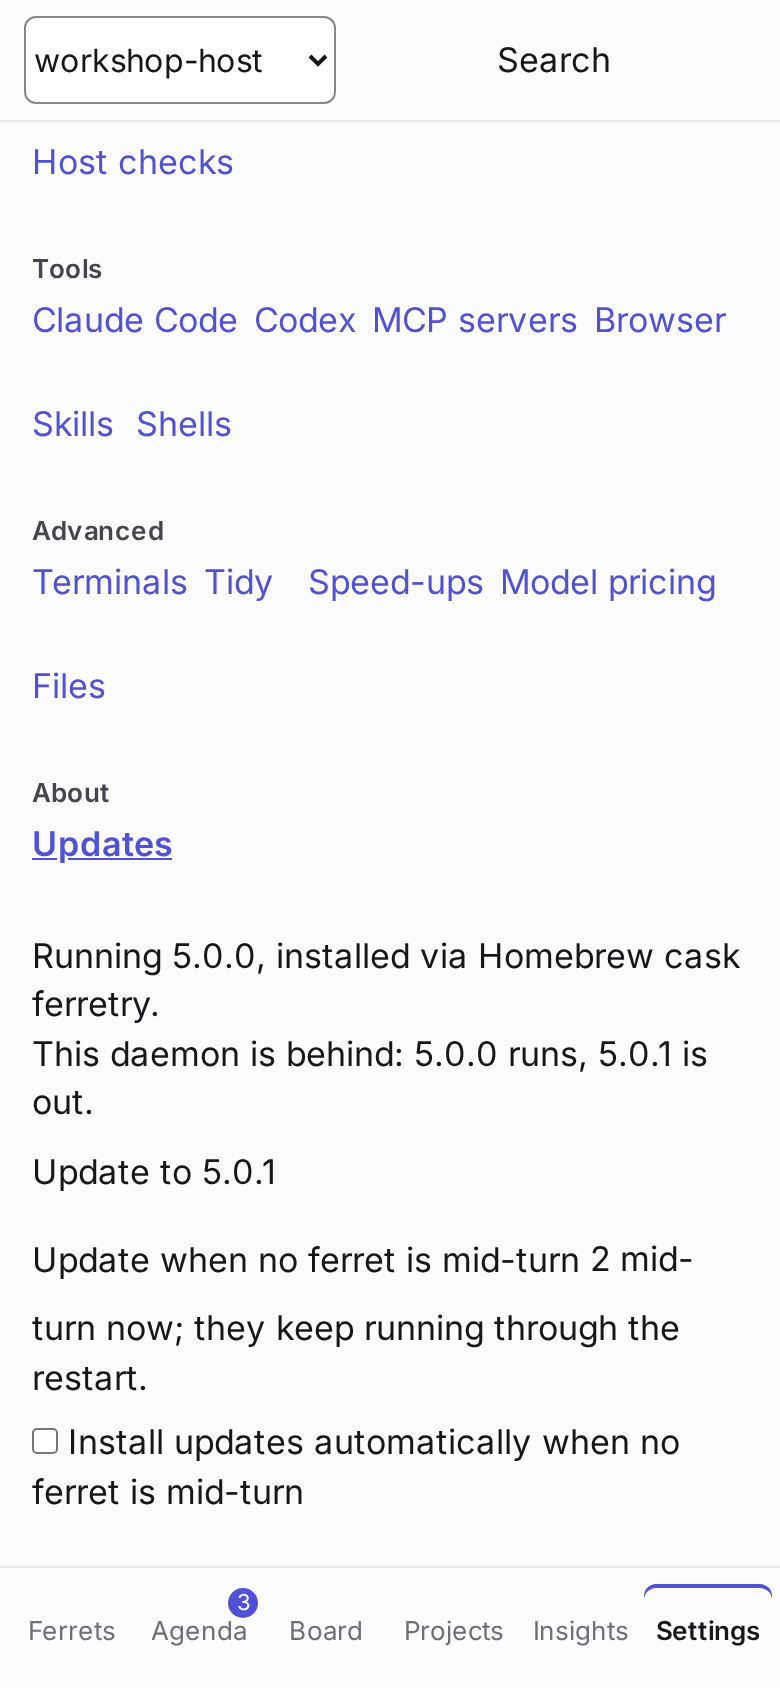 workshop-host Search
Host checks
Tools
Claude Code Codex MCP servers Browser
Skills Shells
Advanced
Terminals Tidy Speed-ups Model pricing
Files
About
Updates
Running 5.0.0, installed via Homebrew cask
ferretry.
This daemon is behind: 5.0.0 runs, 5.0.1 is
out.
Update to 5.0.1
Update when no ferret is mid-turn 2 mid-
turn now; they keep running through the
restart.
Install updates automatically when no
ferret is mid-turn
3
Ferrets Agenda Board Projects Insights Settings